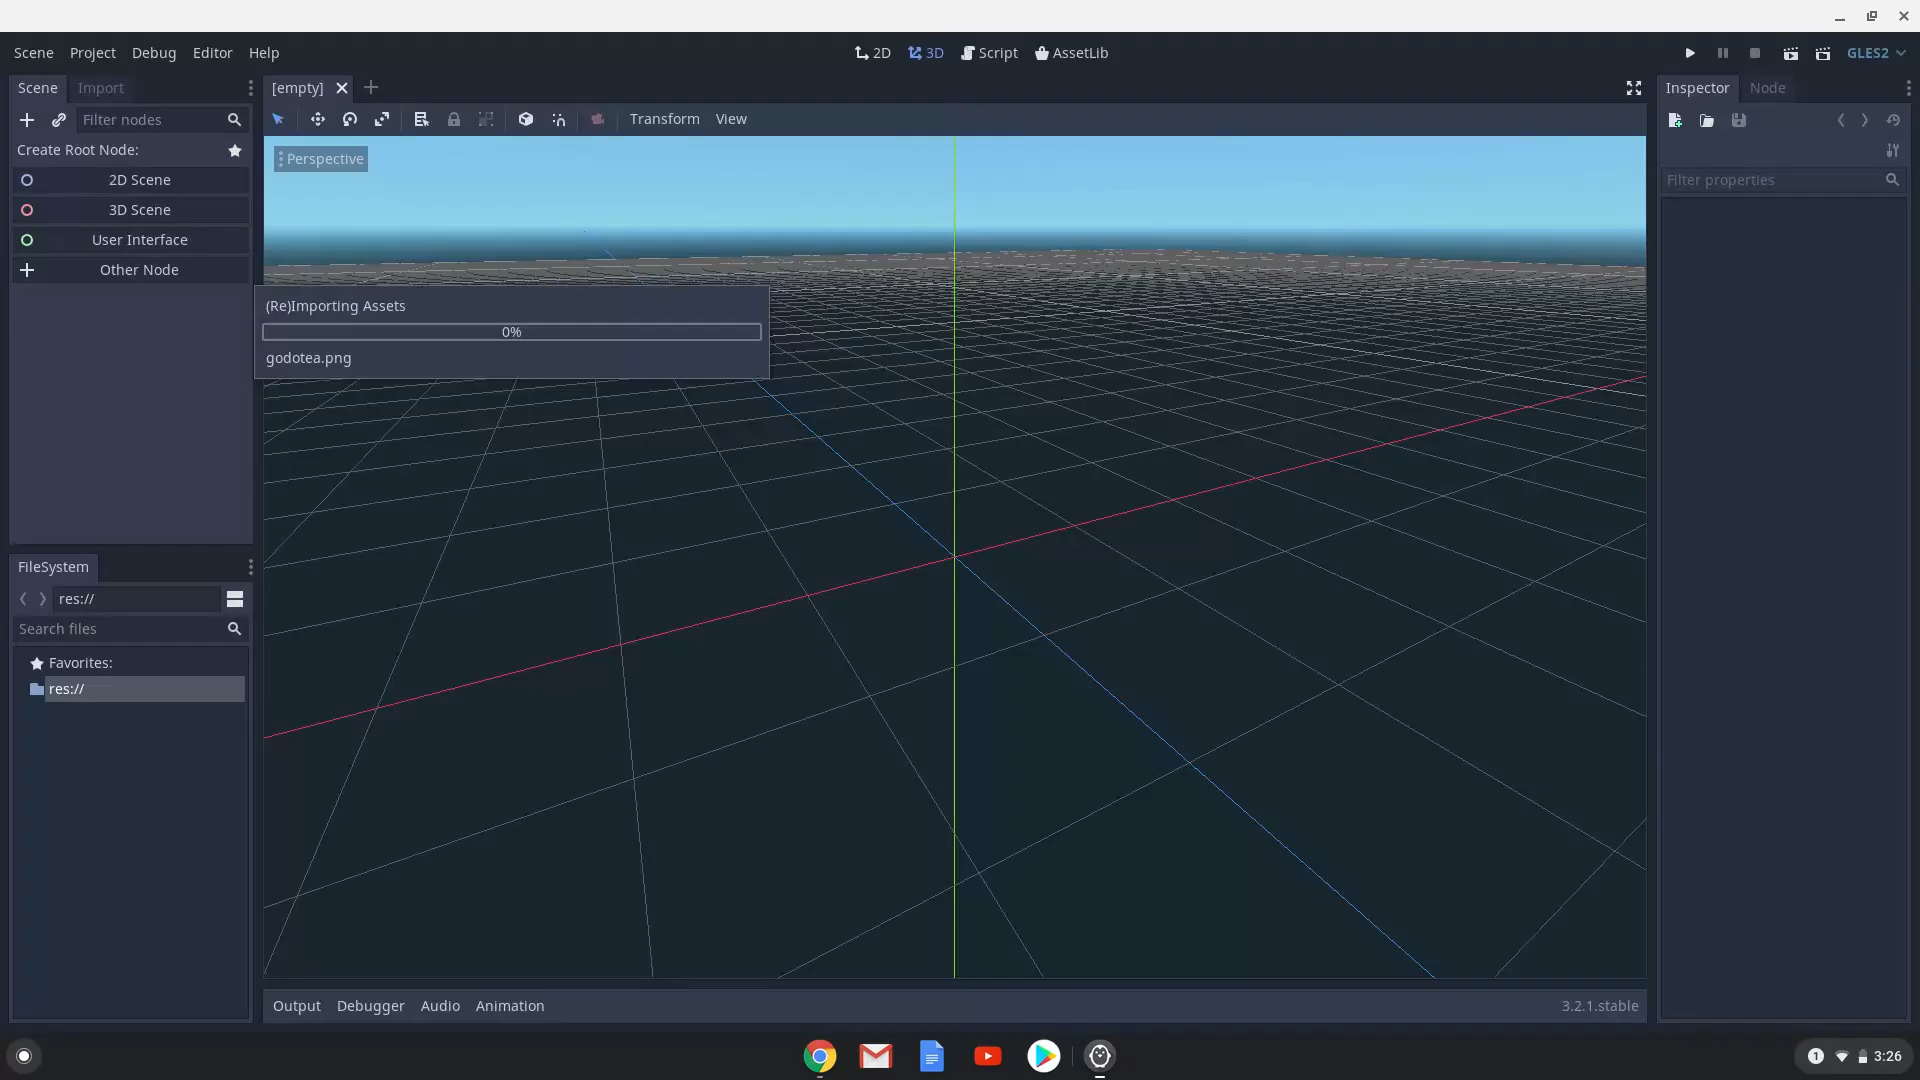 Scene Project Debug Editor Help 2D 3D Script AssetLib GLES2
Scene Import
[empty]
Inspector Node
Filter nodes
Transform View
Create Root Node:
Perspective
2D Scene
Filter properties
3D Scene
User Interface
Other Node
(Re)Importing Assets
0%
godotea.png
FileSystem
res://
Search files
Favorites:
res://
Output Debugger Audio Animation 3.2.1.stable
1 3:26